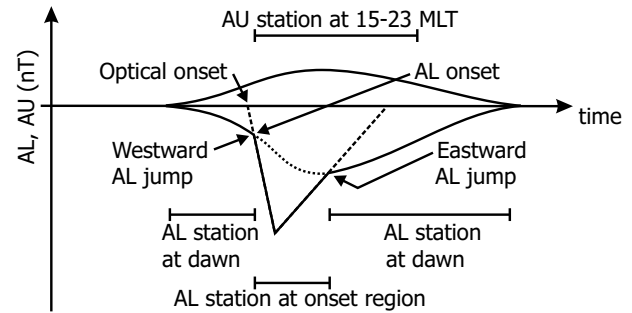 AU station at 15-23 MLT
Optical onset
AL onset
AL, AU (nT)
time
Westward
AL jump
Eastward
AL jump
AL station
at dawn
AL station
at dawn
AL station at onset region